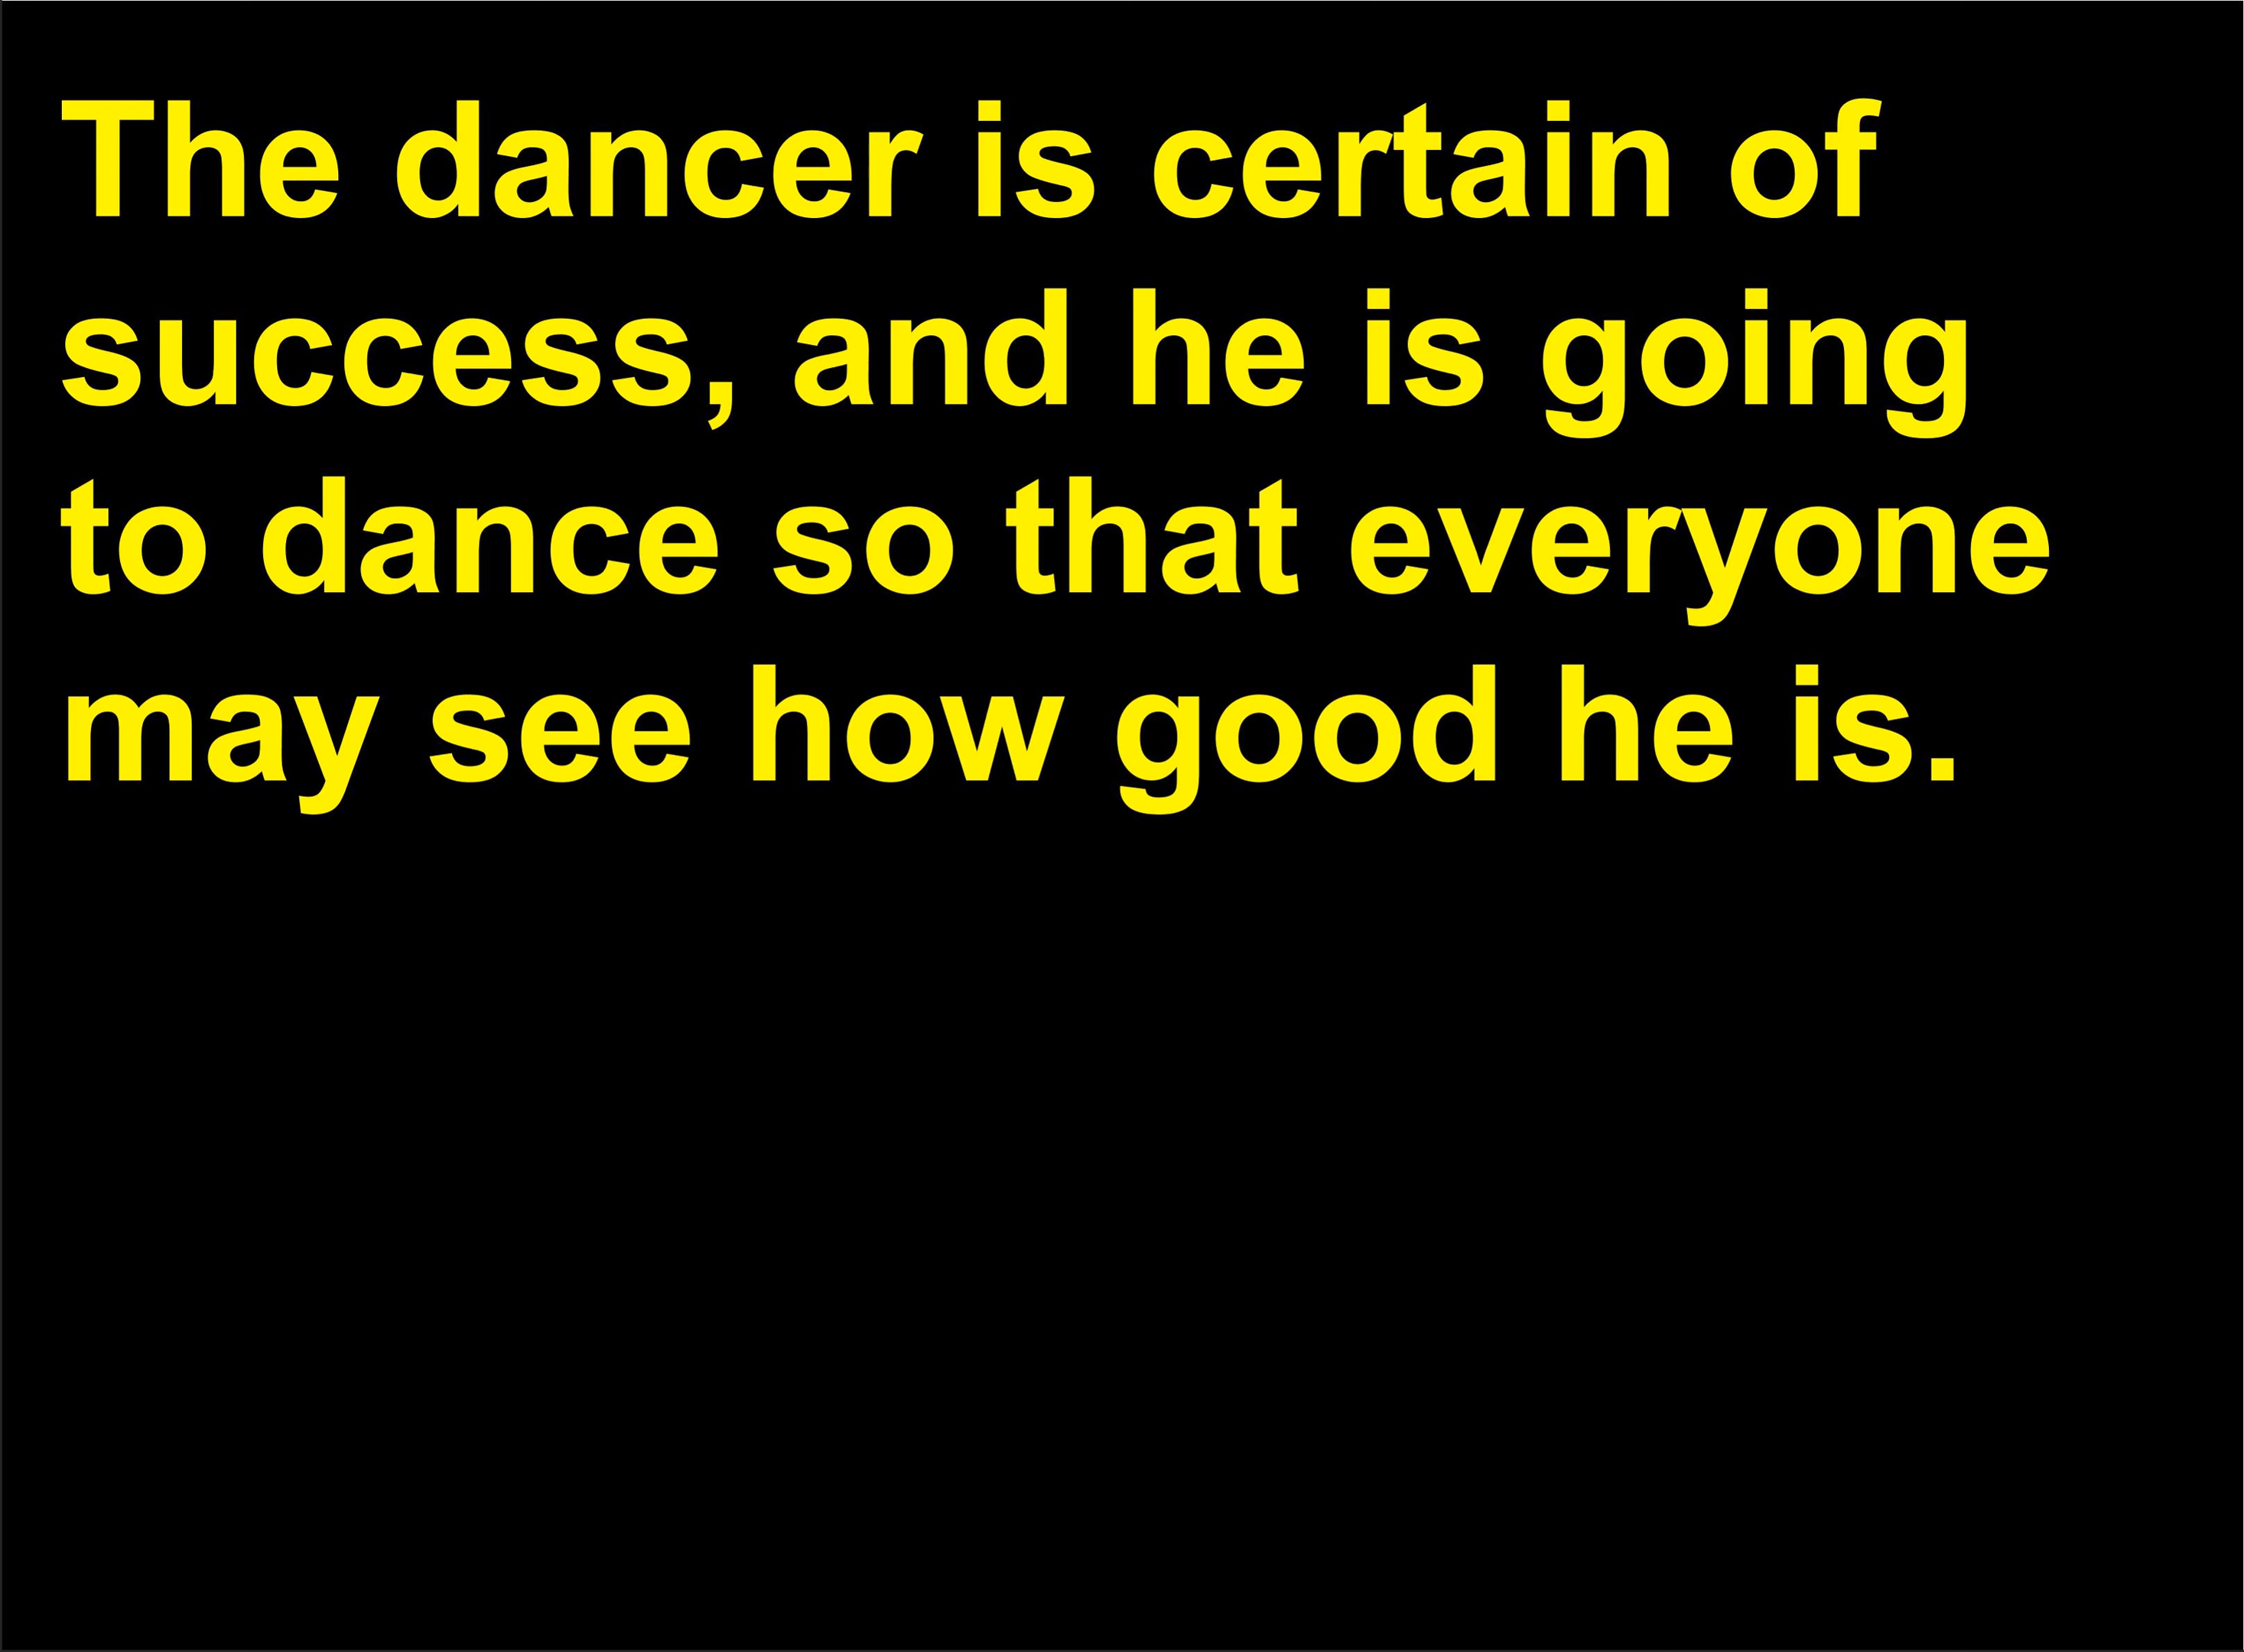 The dancer is certain of
success, and he is going
to dance so that everyone
may see how good he is.